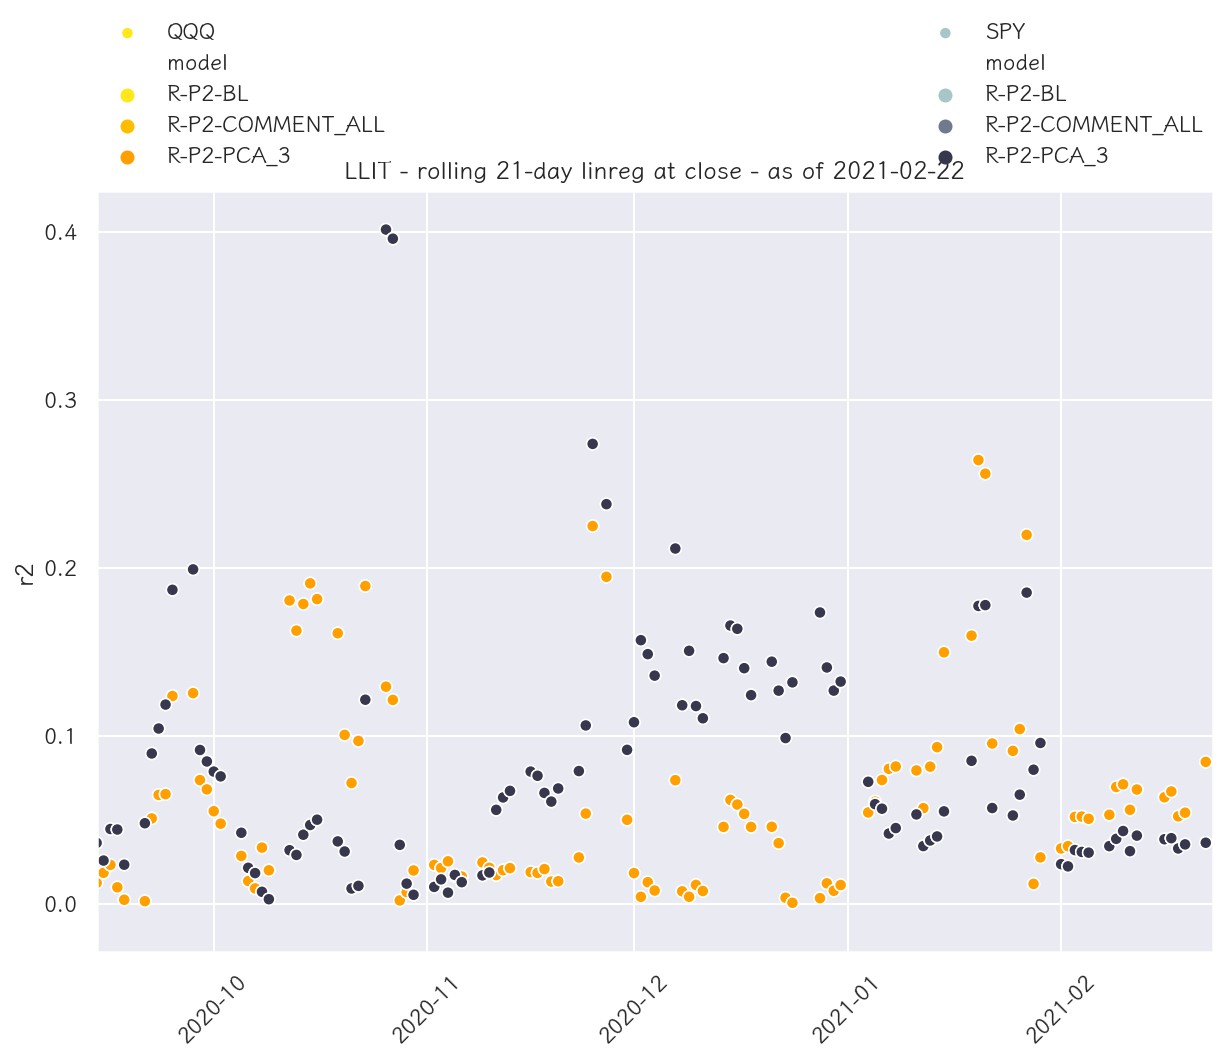 QQQ
model
R-P2-BL
R-P2-COMMENT_ALL
R-P2-PCA_3
SPY
model
R-P2-BL
R-P2-COMMENT_ALL
R-P2-PCA_3
LLIT - rolling 21-day linreg at close - as of 2021-02-22
0.4
0.3
0.2
0.1
0.0
r2
2020-10
2020-11
2020-12
2021-01
2021-02